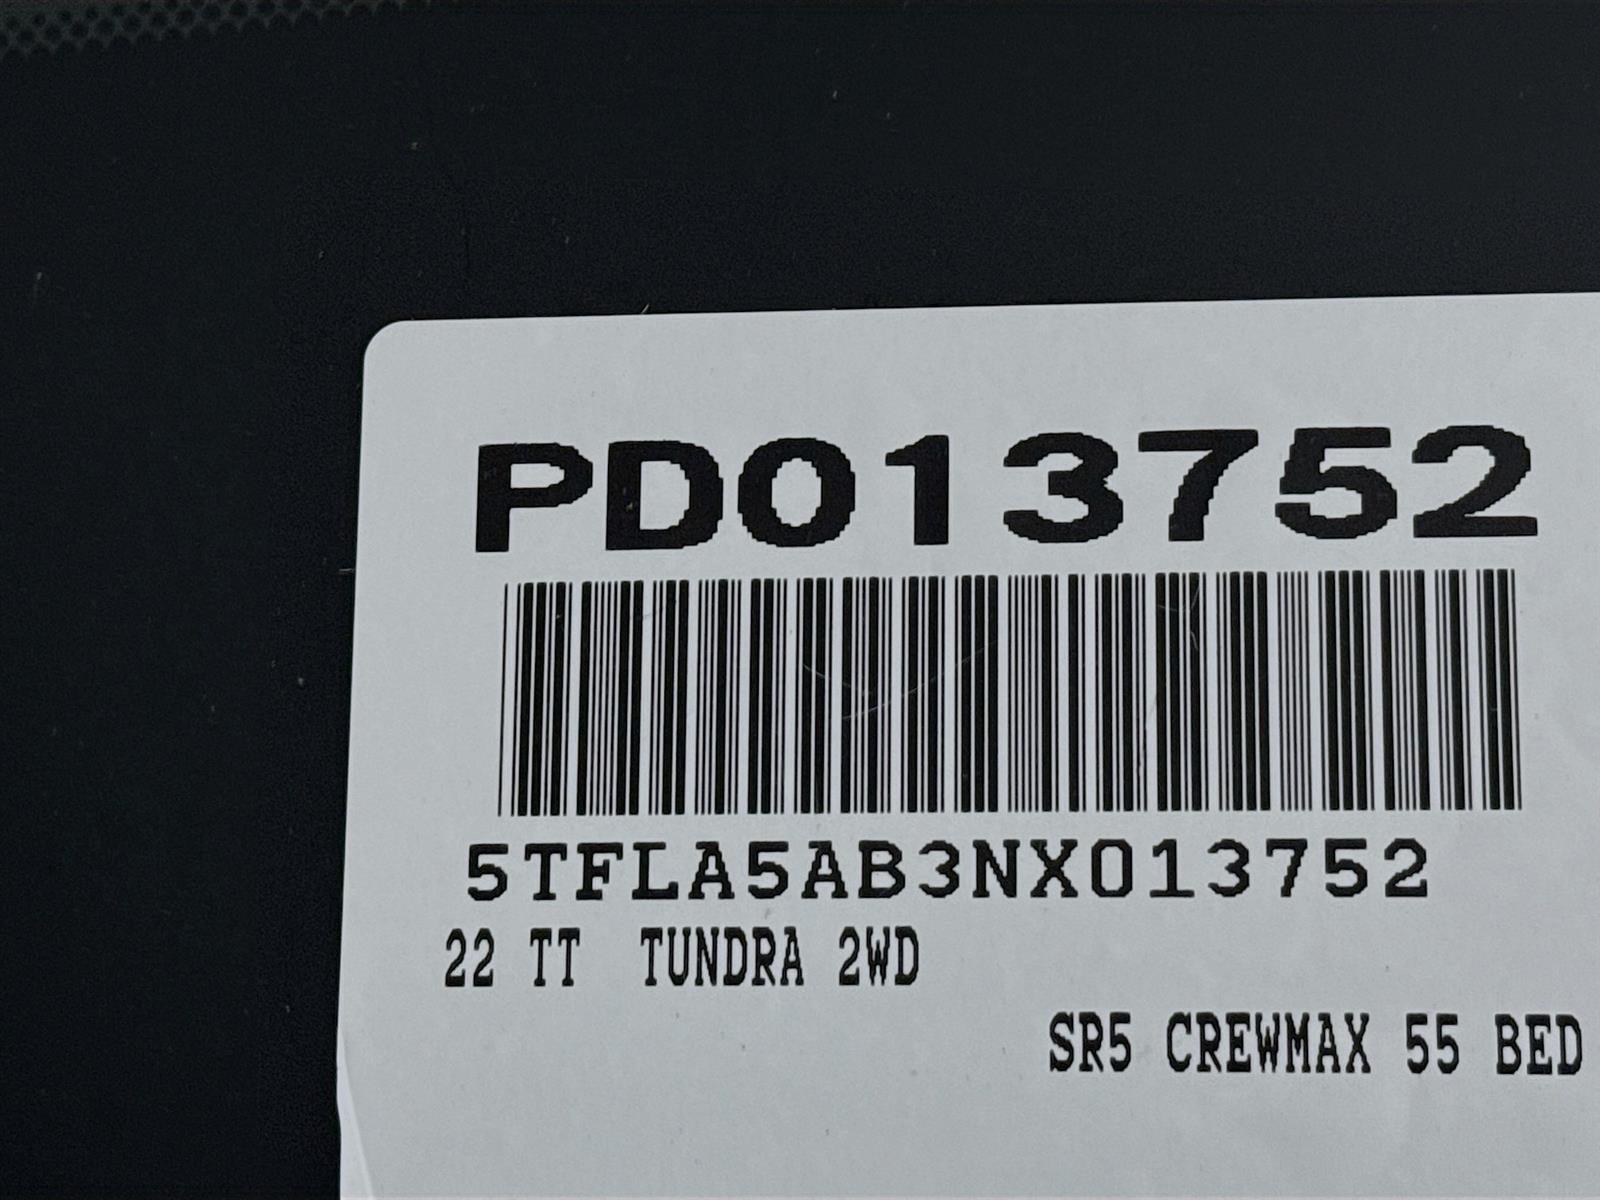 PD013752
5TFLA5AB3NX013752
22 TT TUNDRA 2WD
SR5 CREWMAX 55 BED